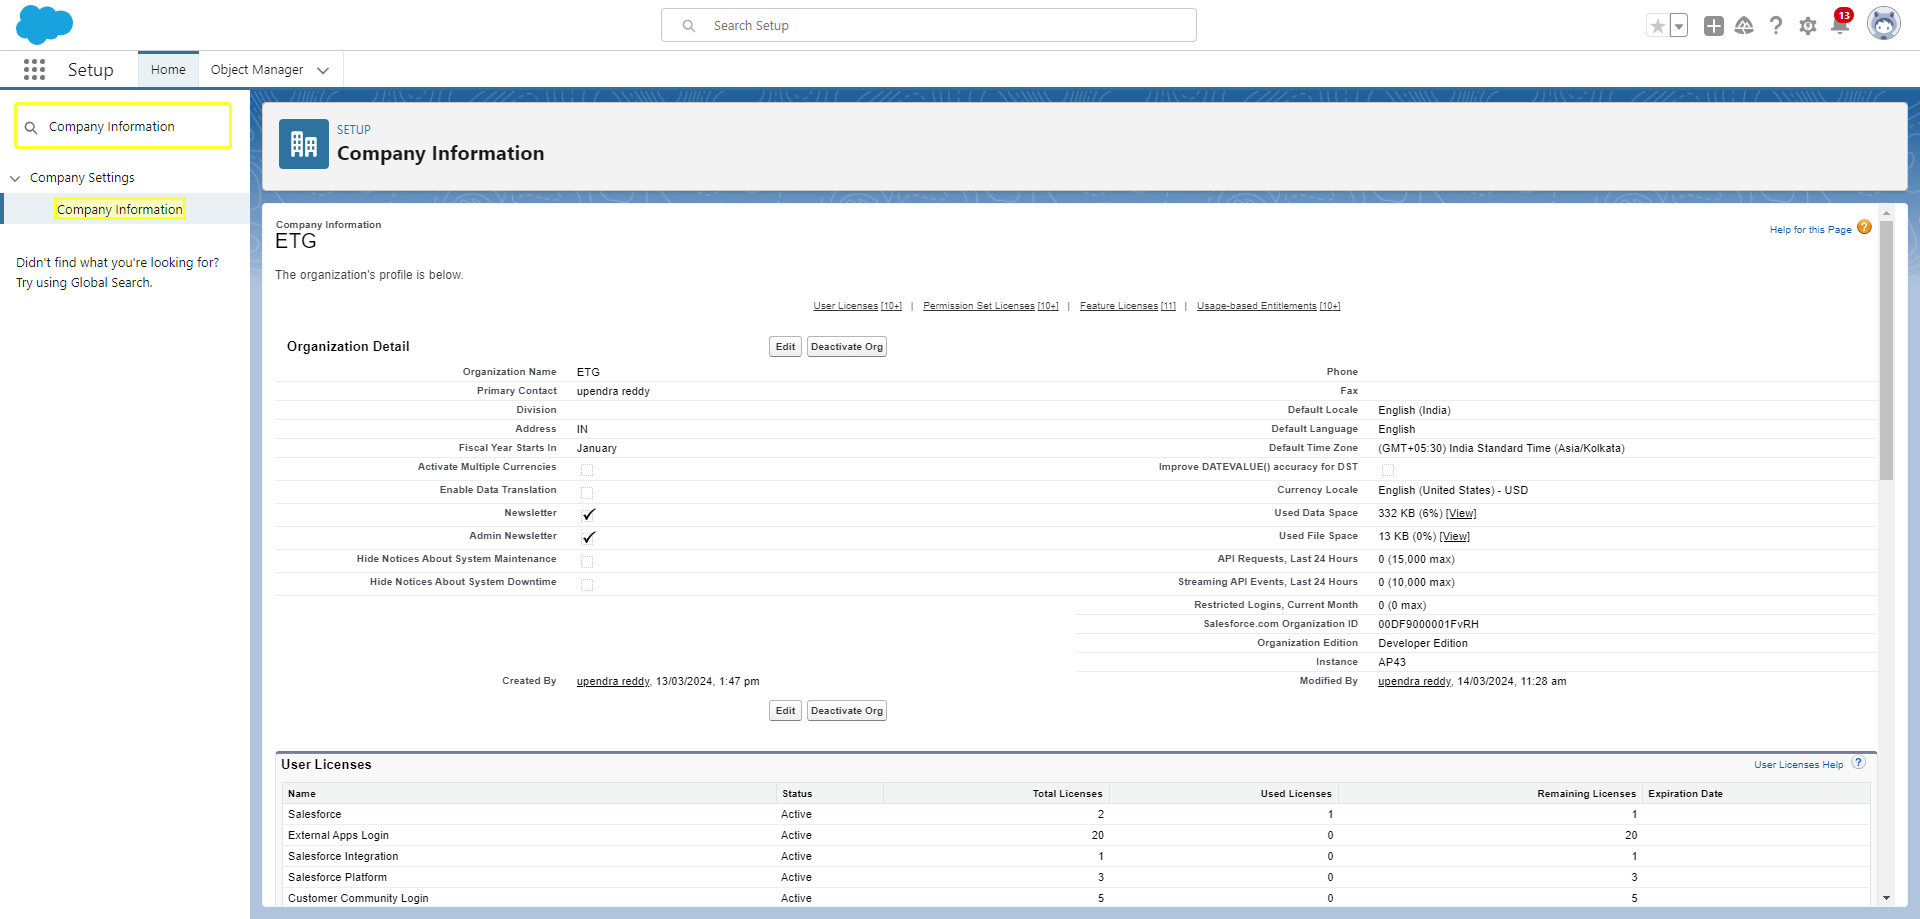 Search Setup
13
Setup
Home
Object Manager
Company Information
Company Settings
Company Information
Didn't find what you're looking for?
Try using Global Search.
SETUP
Company Information
Company Information
ETG
Help for this Page ?
The organization's profile is below.
User Licenses [10+] | Permission Set Licenses [10+] | Feature Licenses [11] | Usage-based Entitlements [10+]
Organization Detail
Edit
Deactivate Org
Organization Name ETG
Phone
Primary Contact upendra reddy
Fax
Division
Default Locale English (India)
Address IN
Default Language English
Fiscal Year Starts In January
Default Time Zone (GMT+05:30) India Standard Time (Asia/Kolkata)
Activate Multiple Currencies
Improve DATEVALUE() accuracy for DST
Enable Data Translation
Currency Locale English (United States) - USD
Newsletter
Used Data Space 332 KB (6%) [View]
Admin Newsletter
Used File Space 13 KB (0%) [View]
Hide Notices About System Maintenance
API Requests, Last 24 Hours 0 (15,000 max)
Hide Notices About System Downtime
Streaming API Events, Last 24 Hours 0 (10,000 max)
Restricted Logins, Current Month 0 (0 max)
Salesforce.com Organization ID 00DF9000001FvRH
Organization Edition Developer Edition
Instance AP43
Created By upendra reddy, 13/03/2024, 1:47 pm
Modified By upendra reddy, 14/03/2024, 11:28 am
Edit
Deactivate Org
User Licenses
User Licenses Help ?
Name Status Total Licenses Used Licenses Remaining Licenses Expiration Date
Salesforce Active 2 1 1
External Apps Login Active 20 0 20
Salesforce Integration Active 1 0 1
Salesforce Platform Active 3 0 3
Customer Community Login Active 5 0 5